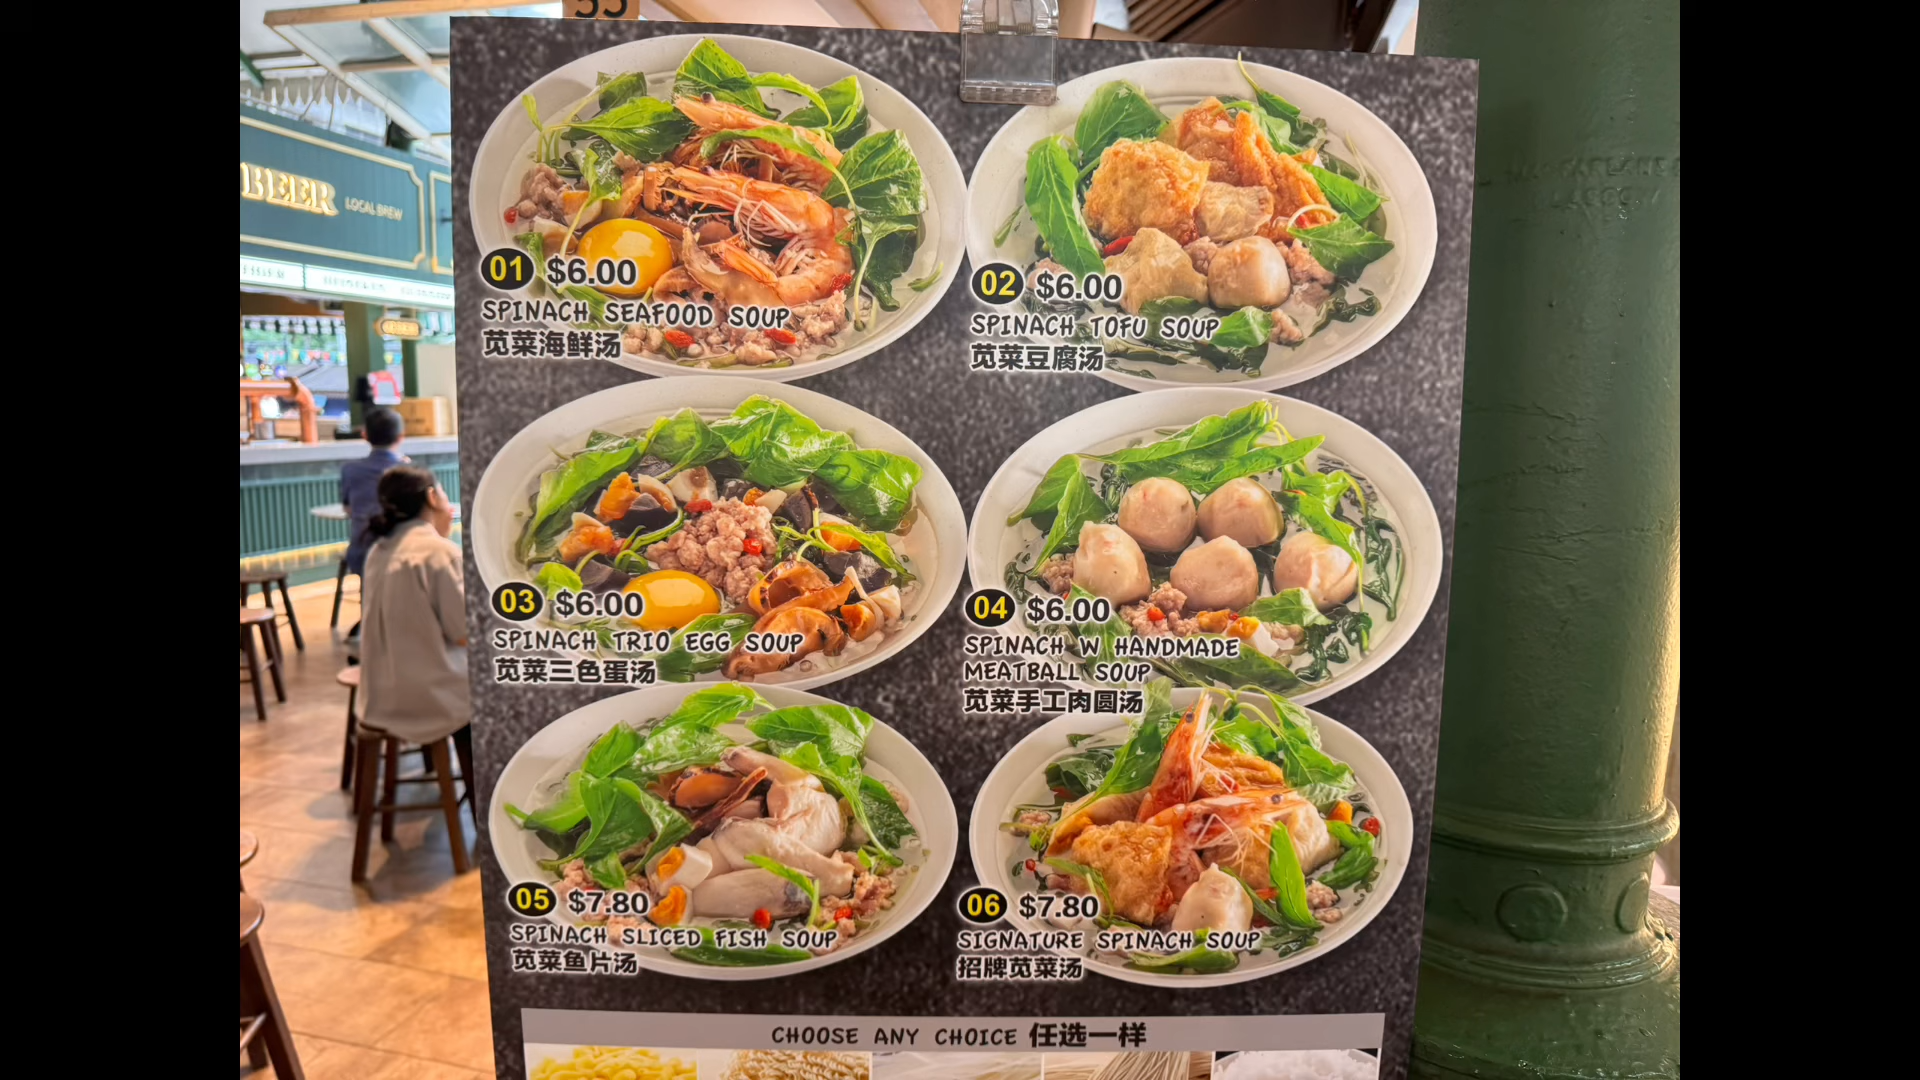 55
BEER LOCAL BREW
01 $6.00
SPINACH SEAFOOD SOUP
苋菜海鲜汤
02 $6.00
SPINACH TOFU SOUP
苋菜豆腐汤
03 $6.00
SPINACH TRIO EGG SOUP
苋菜三色蛋汤
04 $6.00
SPINACH W HANDMADE
MEATBALL SOUP
苋菜手工肉圆汤
05 $7.80
SPINACH SLICED FISH SOUP
苋菜鱼片汤
06 $7.80
SIGNATURE SPINACH SOUP
招牌苋菜汤
CHOOSE ANY CHOICE 任选一样